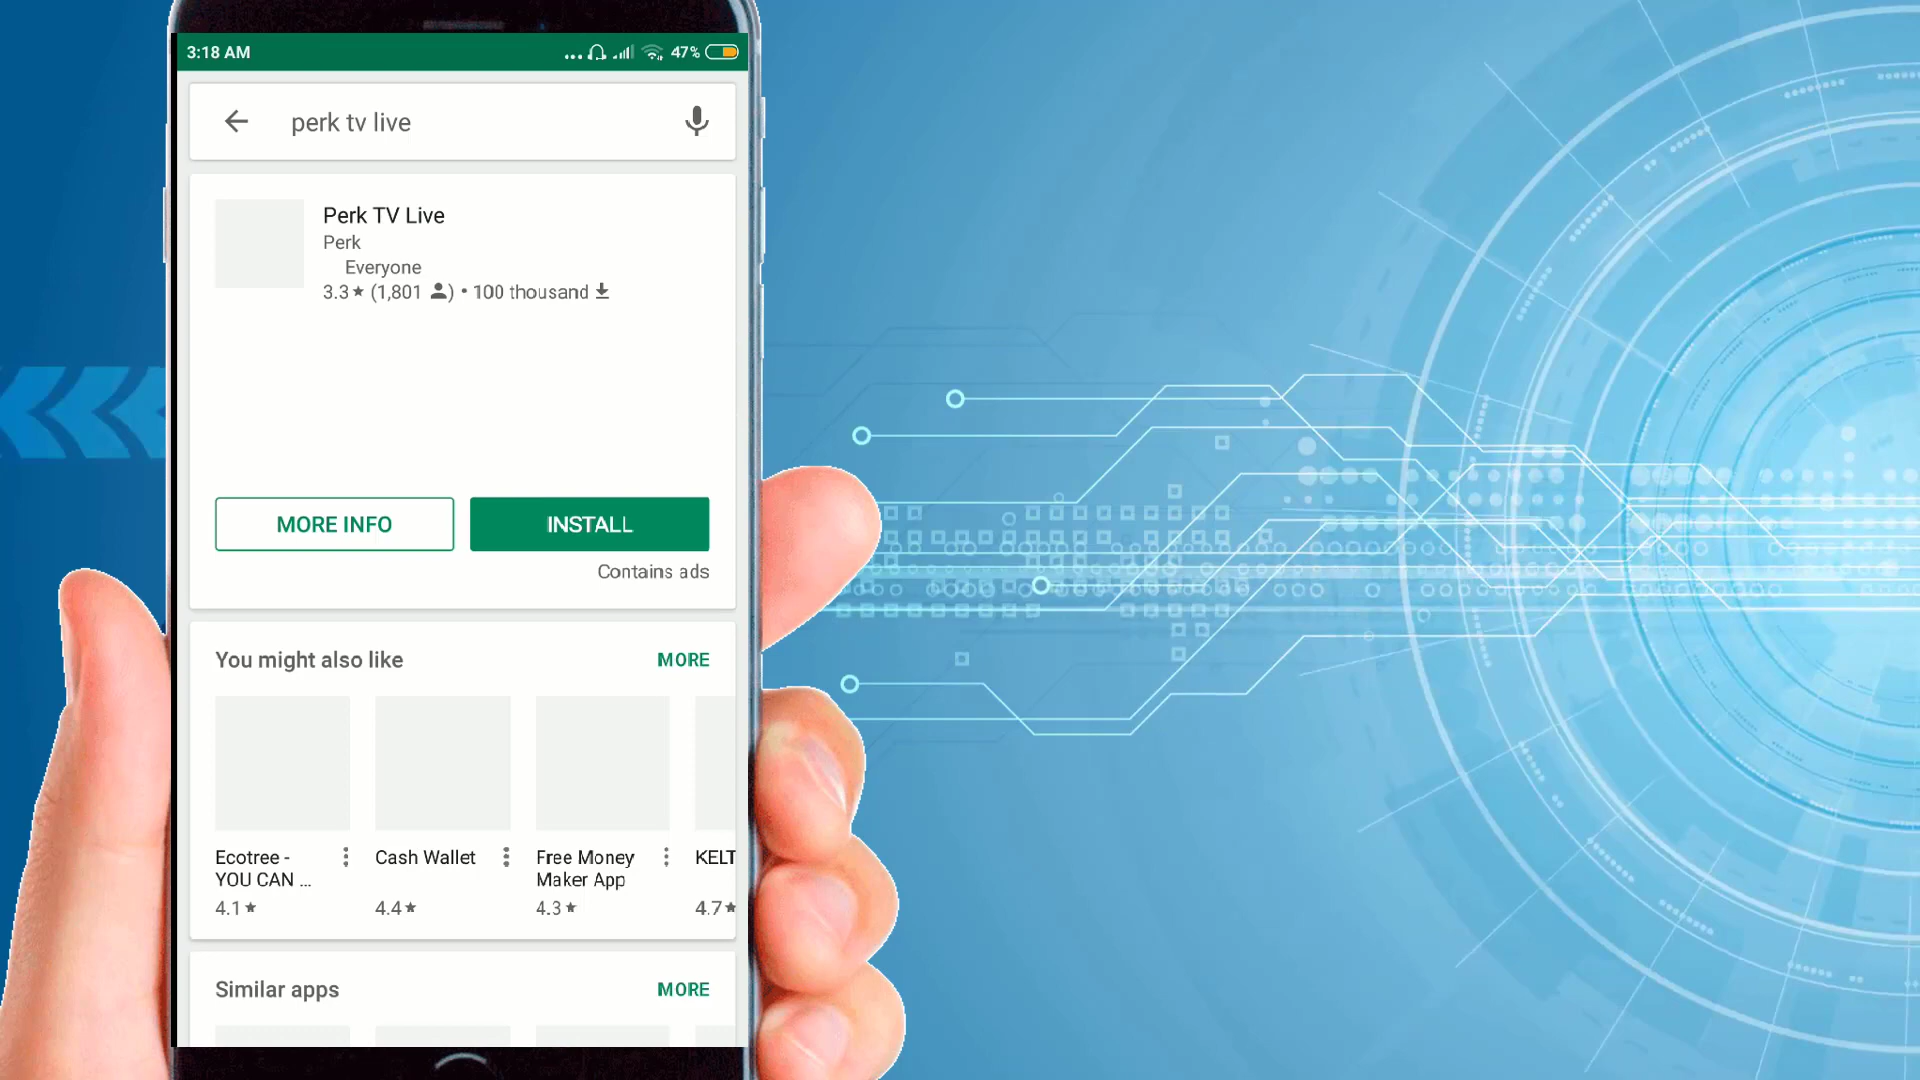 3:18 AM
47%
perk tv live
Perk TV Live
Perk
Everyone
3.3★ (1,801 ) • 100 thousand
MORE INFO
INSTALL
Contains ads
You might also like
MORE
Ecotree -
YOU CAN ...
4.1★
Cash Wallet
4.4★
Free Money
Maker App
4.3★
KELT
4.7★
Similar apps
MORE